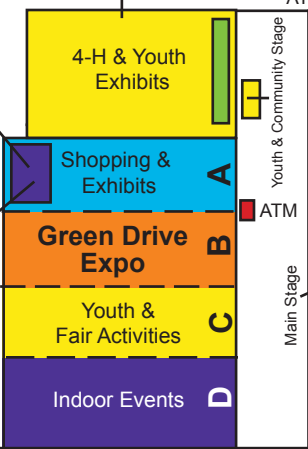 4-H & Youth
Exhibits
Youth & Community Stage
Shopping &
Exhibits
A
ATM
Green Drive
Expo
B
Youth &
Fair Activities
C
Main Stage
Indoor Events
D